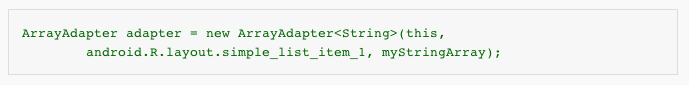 ArrayAdapter adapter = new ArrayAdapter<String>(this,
        android.R.layout.simple_list_item_1, myStringArray);